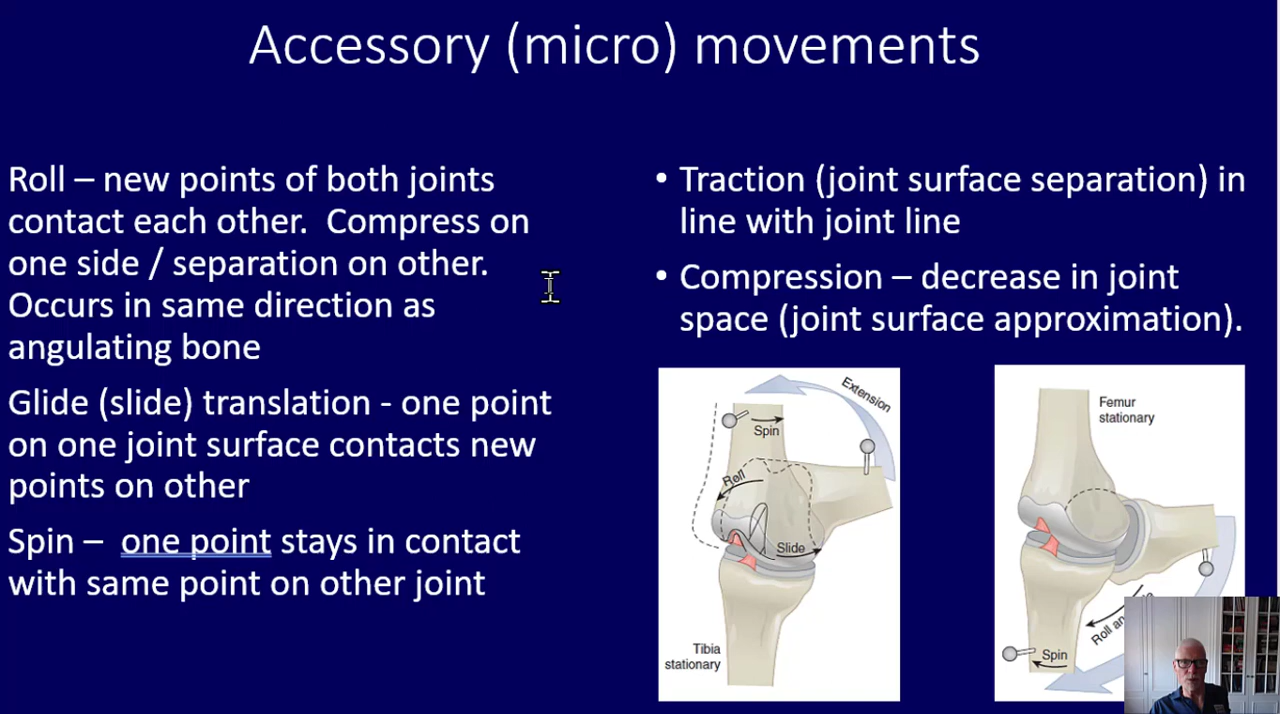 Accessory (micro) movements
Roll – new points of both joints
contact each other.  Compress on
one side / separation on other.
Occurs in same direction as
angulating bone
Glide (slide) translation - one point
on one joint surface contacts new
points on other
Spin –  one point stays in contact
with same point on other joint
• Traction (joint surface separation) in
line with joint line
• Compression – decrease in joint
space (joint surface approximation).
Extension
Spin
Roll
Slide
Tibia
stationary
Femur
stationary
Roll
Spin